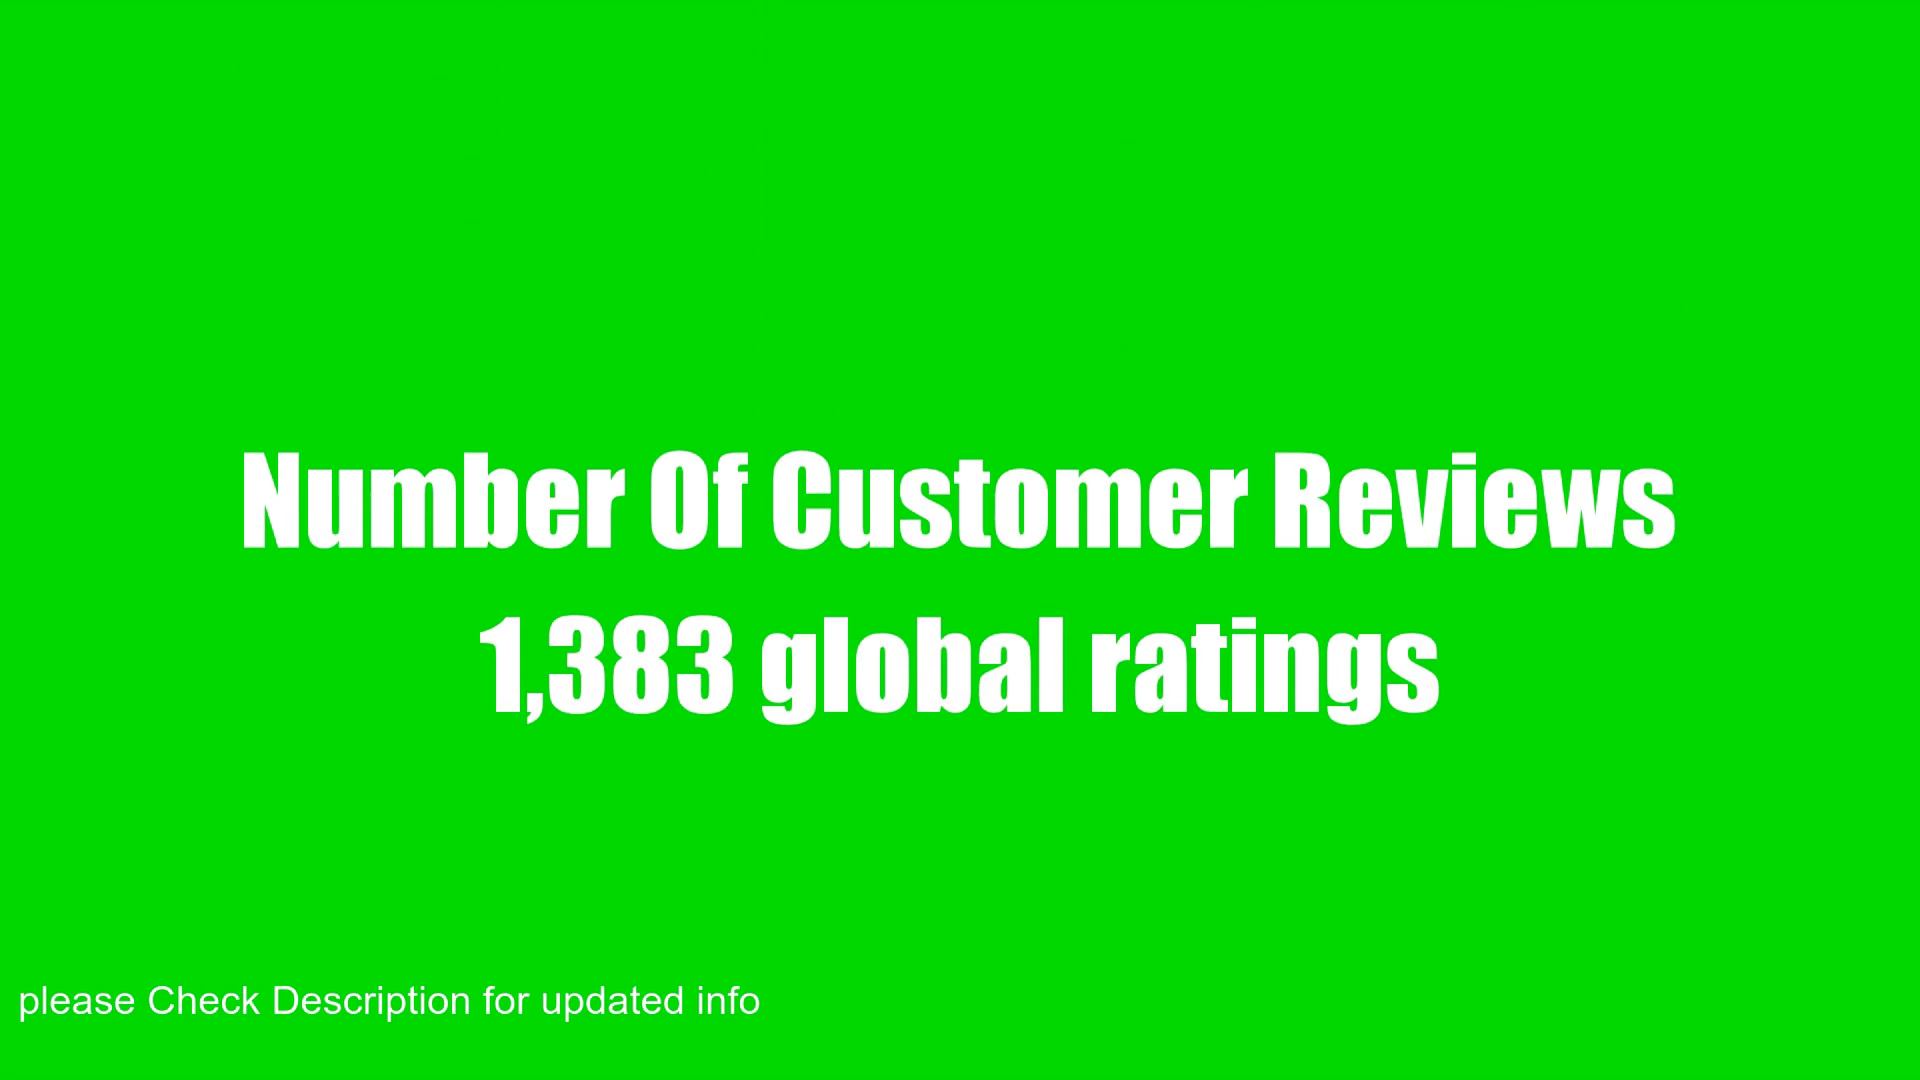 Number Of Customer Reviews
1,383 global ratings
please Check Description for updated info